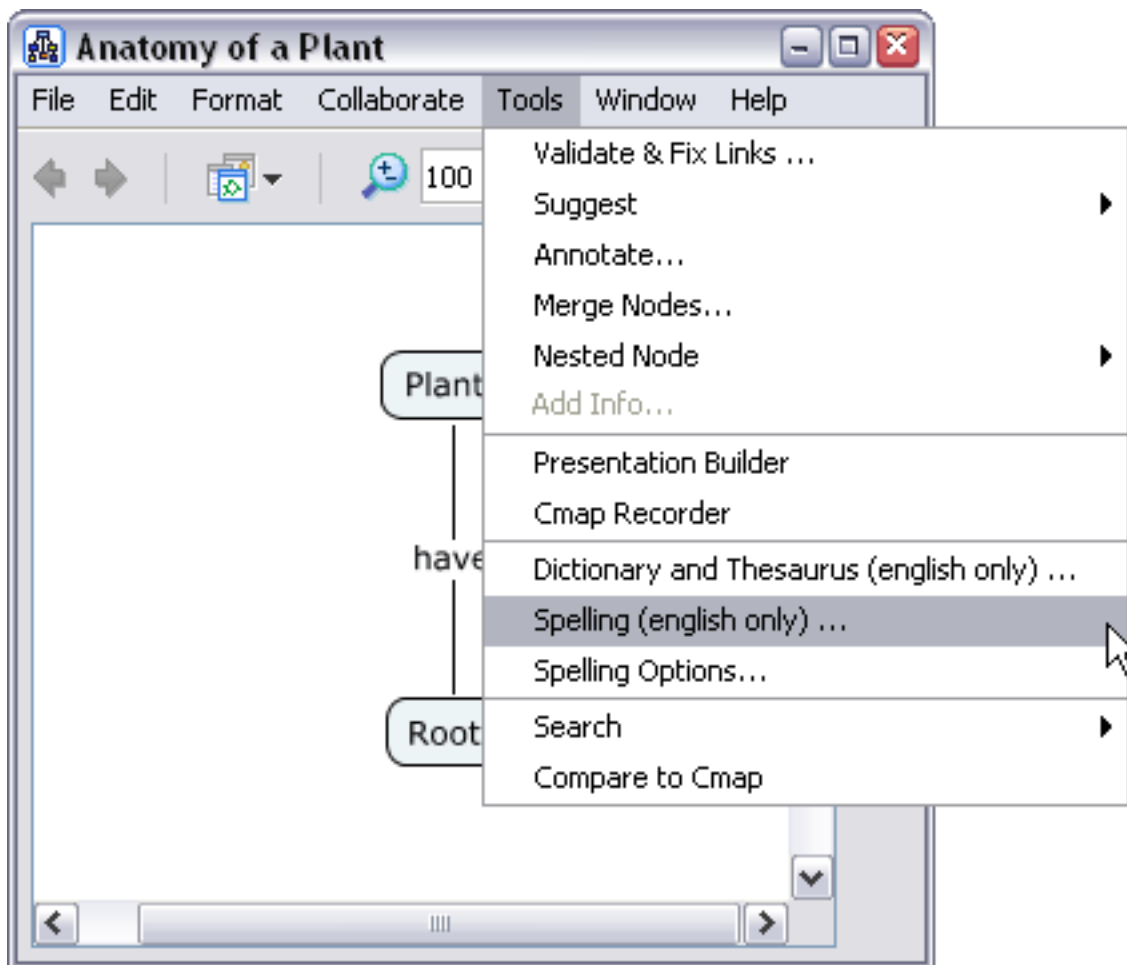 Anatomy of a Plant
File Edit Format Collaborate Tools Window Help
100
Validate & Fix Links ...
Suggest
Annotate...
Merge Nodes...
Nested Node
Add Info...
Presentation Builder
Cmap Recorder
Dictionary and Thesaurus (english only) ...
Spelling (english only) ...
Spelling Options...
Search
Compare to Cmap
Plant
have
Root